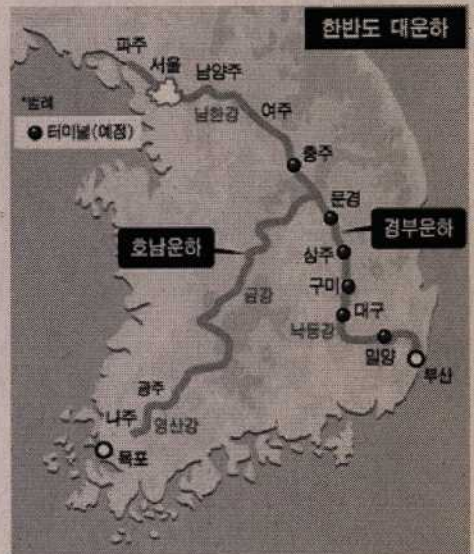 한반도 대운하
파주
서울
남양주
*범례
터미널(예정)
남한강
여주
충주
문경
호남운하
경부운하
상주
구미
금강
대구
낙동강
밀양
부산
광주
나주
영산강
목포